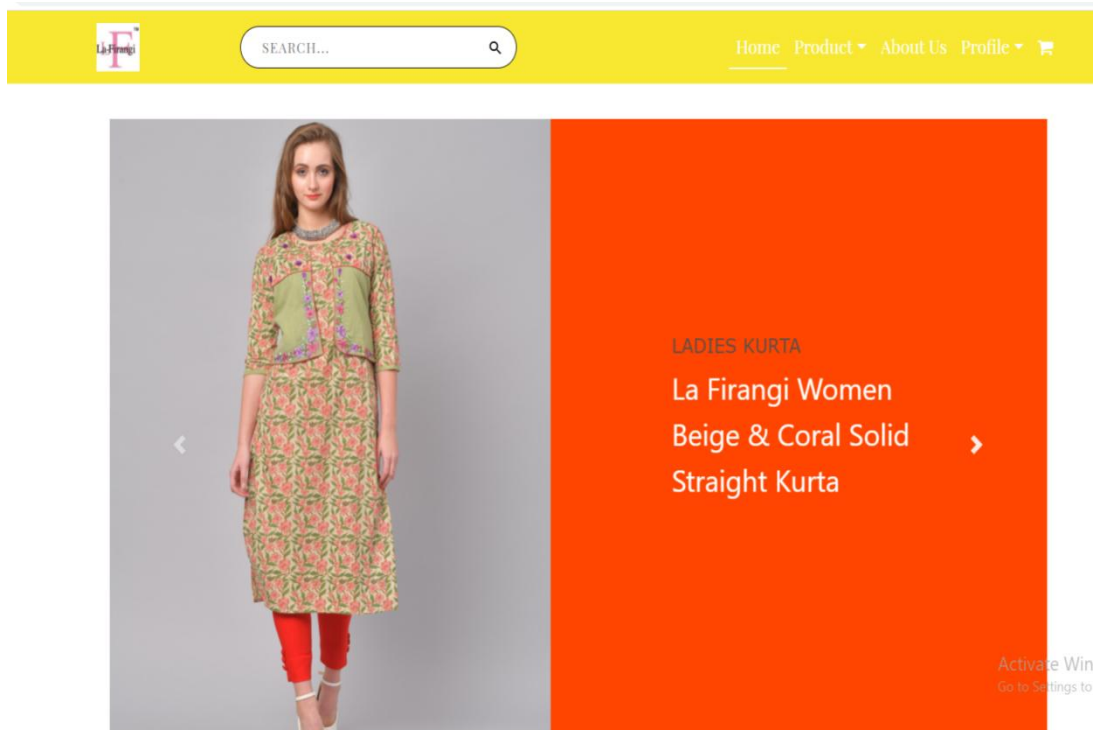 La Firangi
SEARCH...
Home Product About Us Profile
LADIES KURTA
La Firangi Women
Beige & Coral Solid
Straight Kurta
Activate Win
Go to Settings to